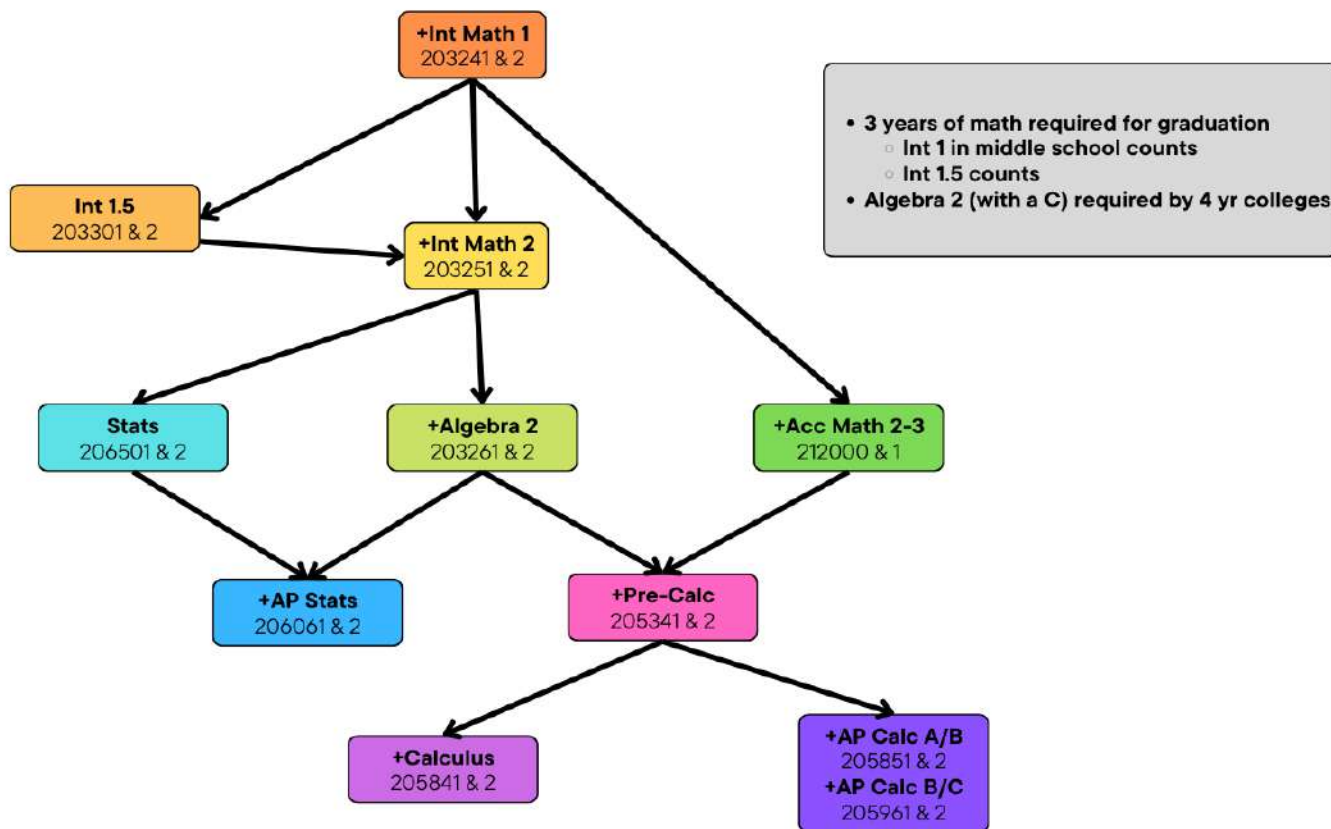 +Int Math 1
203241 & 2
• 3 years of math required for graduation
○ Int 1 in middle school counts
○ Int 1.5 counts
• Algebra 2 (with a C) required by 4 yr colleges
Int 1.5
203301 & 2
+Int Math 2
203251 & 2
Stats
206501 & 2
+Algebra 2
203261 & 2
+Acc Math 2-3
212000 & 1
+AP Stats
206061 & 2
+Pre-Calc
205341 & 2
+Calculus
205841 & 2
+AP Calc A/B
205851 & 2
+AP Calc B/C
205961 & 2